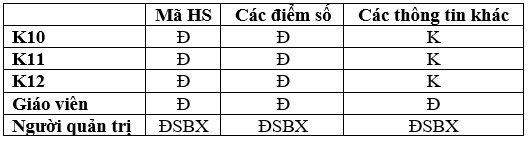 Mã HS Các điểm số Các thông tin khác
K10 Đ Đ K
K11 Đ Đ K
K12 Đ Đ K
Giáo viên Đ Đ Đ
Người quản trị ĐSBX ĐSBX ĐSBX